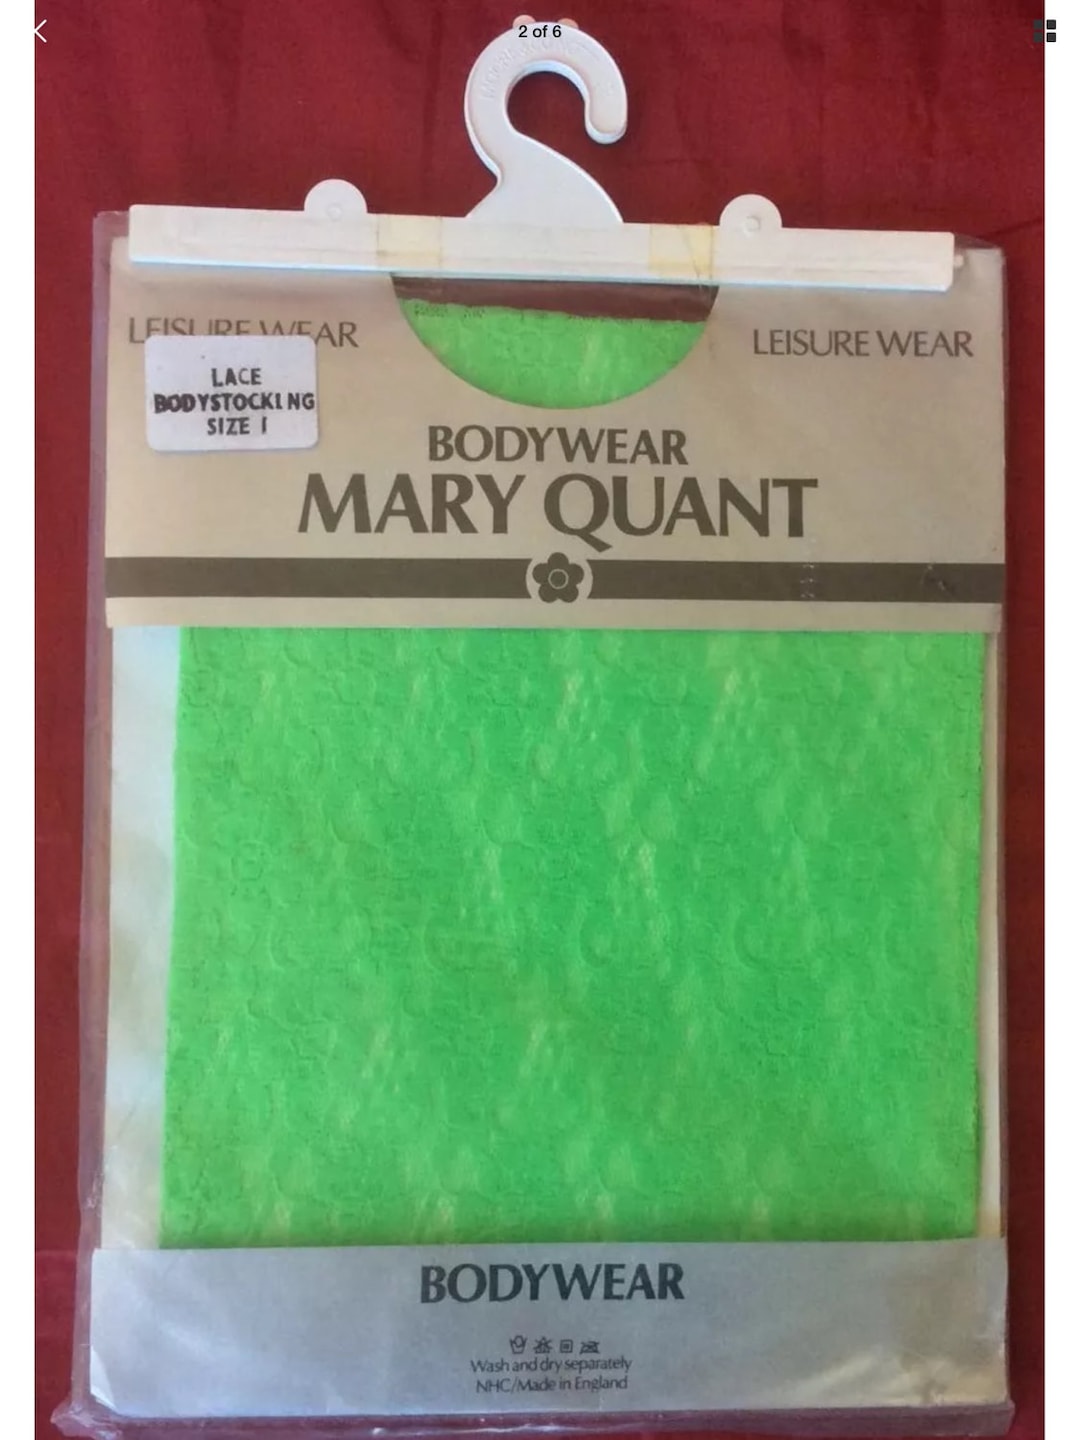 2 of 6
LEISURE WEAR
LEISURE WEAR
LACE
BODYSTOCKING
SIZE 1
BODYWEAR
MARY QUANT
BODYWEAR
Wash and dry separately
NHC/Made in England